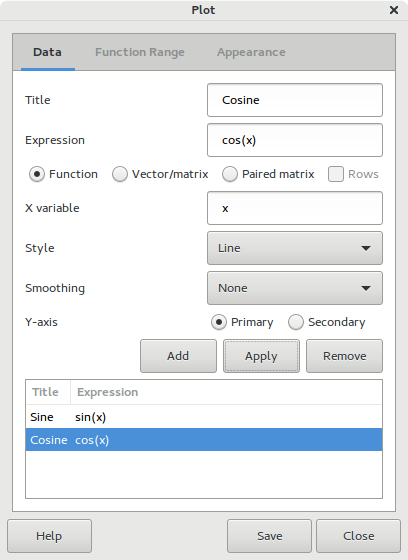 Plot
Data Function Range Appearance
Title Cosine
Expression cos(x)
Function Vector/matrix Paired matrix Rows
X variable x
Style Line
Smoothing None
Y-axis Primary Secondary
Add Apply Remove
Title Expression
Sine sin(x)
Cosine cos(x)
Help Save Close